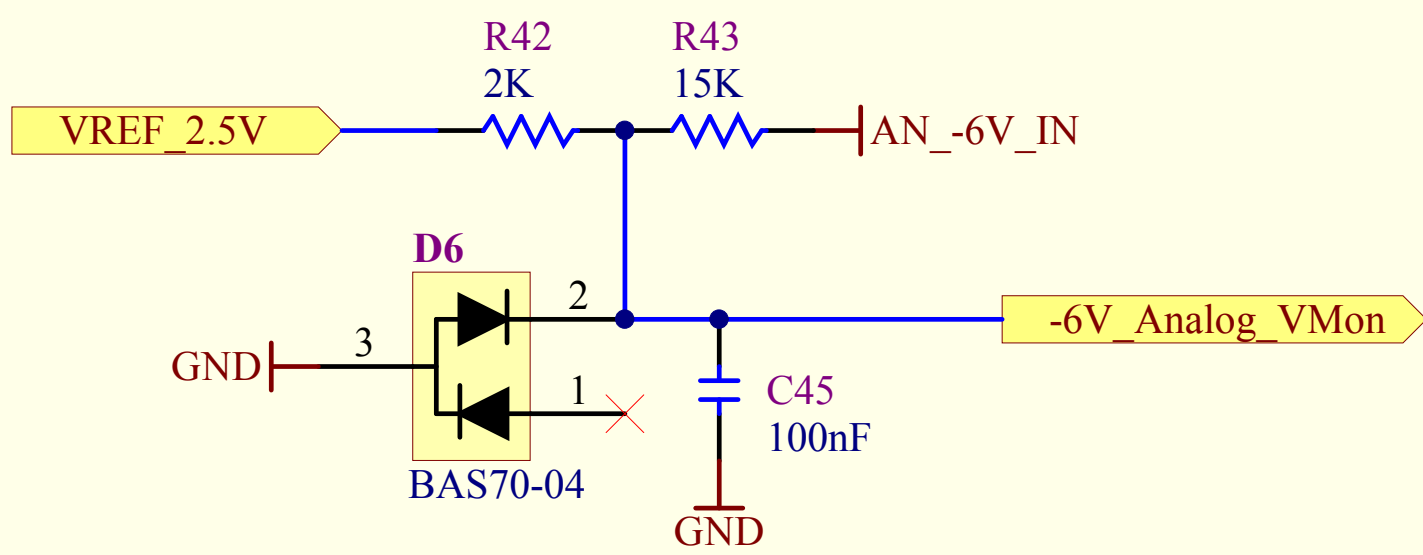 R42
2K
R43
15K
VREF_2.5V
AN_-6V_IN
D6
2
3
1
GND
BAS70-04
-6V_Analog_VMon
C45
100nF
GND